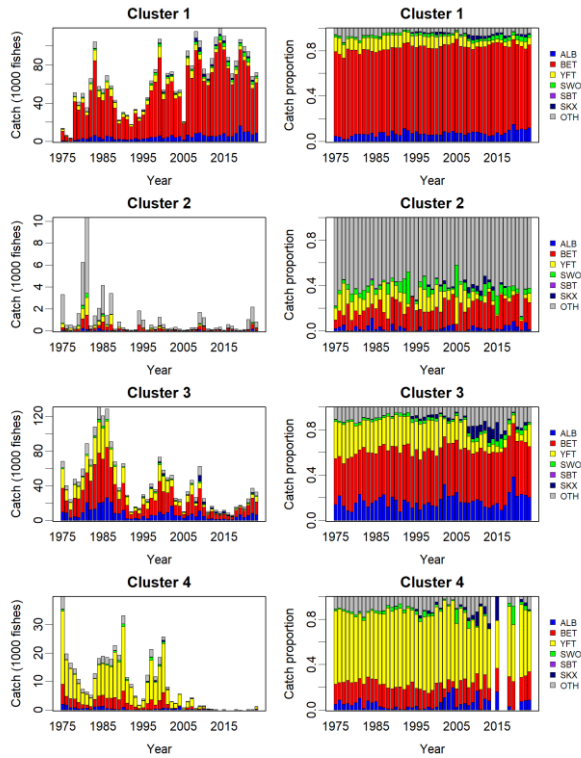 Cluster 1
Catch (1000 fishes)
80
40
0
1975 1985 1995 2005 2015
Year
Cluster 1
Catch proportion
0.8
0.4
0.0
1975 1985 1995 2005 2015
Year
ALB
BET
YFT
SWO
SBT
SKX
OTH
Cluster 2
Catch (1000 fishes)
10
8
6
4
2
0
1975 1985 1995 2005 2015
Year
Cluster 2
Catch proportion
0.8
0.4
0.0
1975 1985 1995 2005 2015
Year
ALB
BET
YFT
SWO
SBT
SKX
OTH
Cluster 3
Catch (1000 fishes)
120
80
40
0
1975 1985 1995 2005 2015
Year
Cluster 3
Catch proportion
0.8
0.4
0.0
1975 1985 1995 2005 2015
Year
ALB
BET
YFT
SWO
SBT
SKX
OTH
Cluster 4
Catch (1000 fishes)
30
20
10
0
1975 1985 1995 2005 2015
Year
Cluster 4
Catch proportion
0.8
0.4
0.0
1975 1985 1995 2005 2015
Year
ALB
BET
YFT
SWO
SBT
SKX
OTH